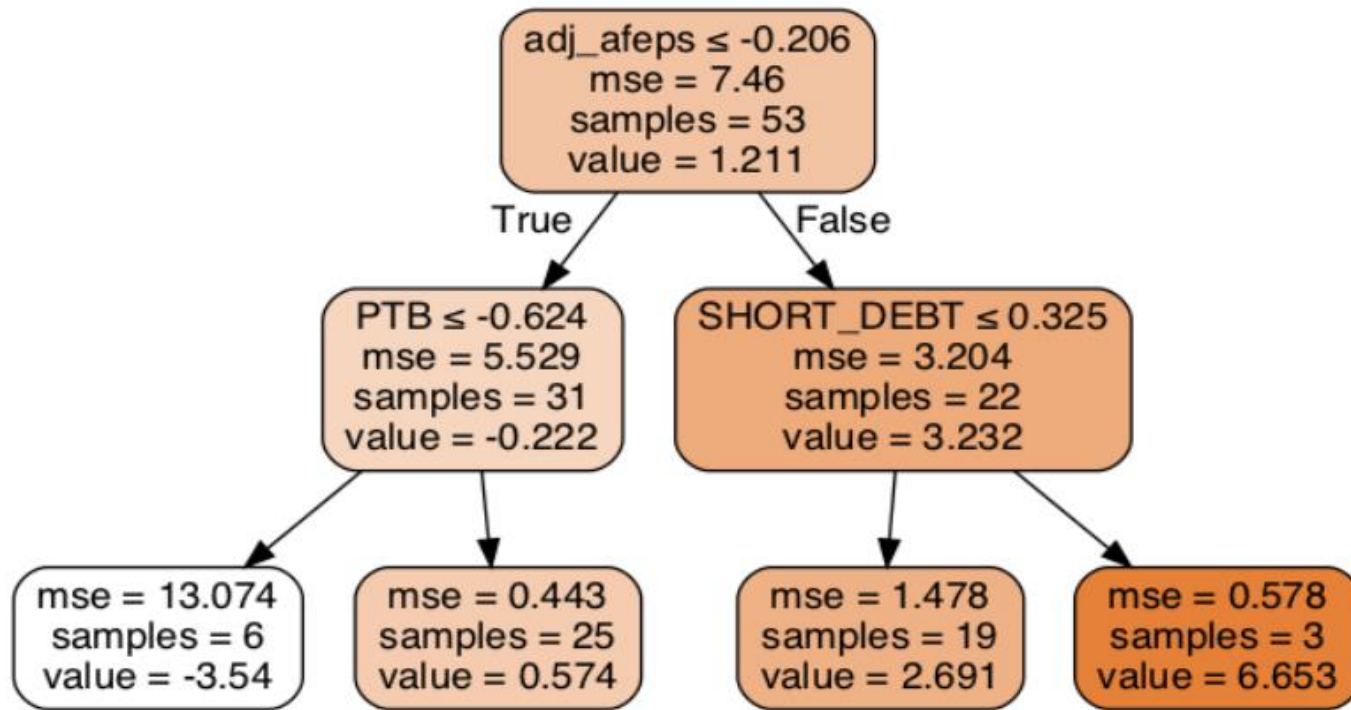 adj_afeps ≤ -0.206
mse = 7.46
samples = 53
value = 1.211
True
False
PTB ≤ -0.624
mse = 5.529
samples = 31
value = -0.222
SHORT_DEBT ≤ 0.325
mse = 3.204
samples = 22
value = 3.232
mse = 13.074
samples = 6
value = -3.54
mse = 0.443
samples = 25
value = 0.574
mse = 1.478
samples = 19
value = 2.691
mse = 0.578
samples = 3
value = 6.653